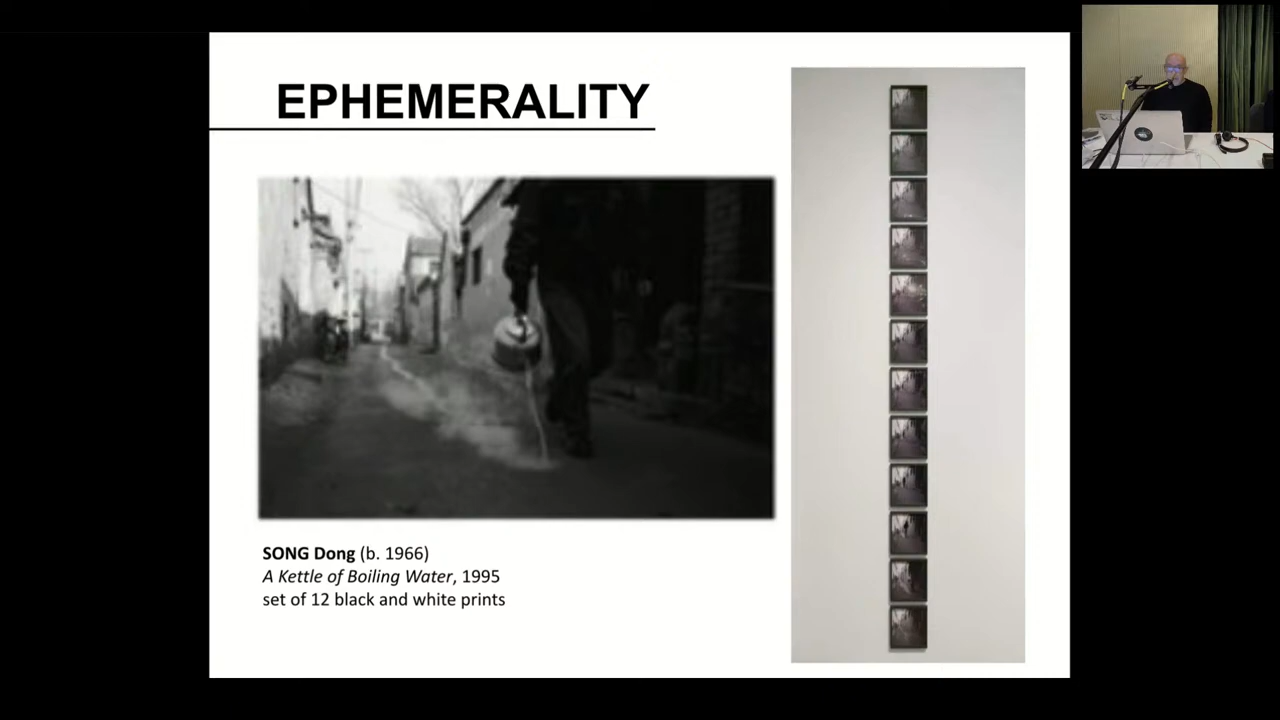 EPHEMERALITY
SONG Dong (b. 1966)
A Kettle of Boiling Water, 1995
set of 12 black and white prints